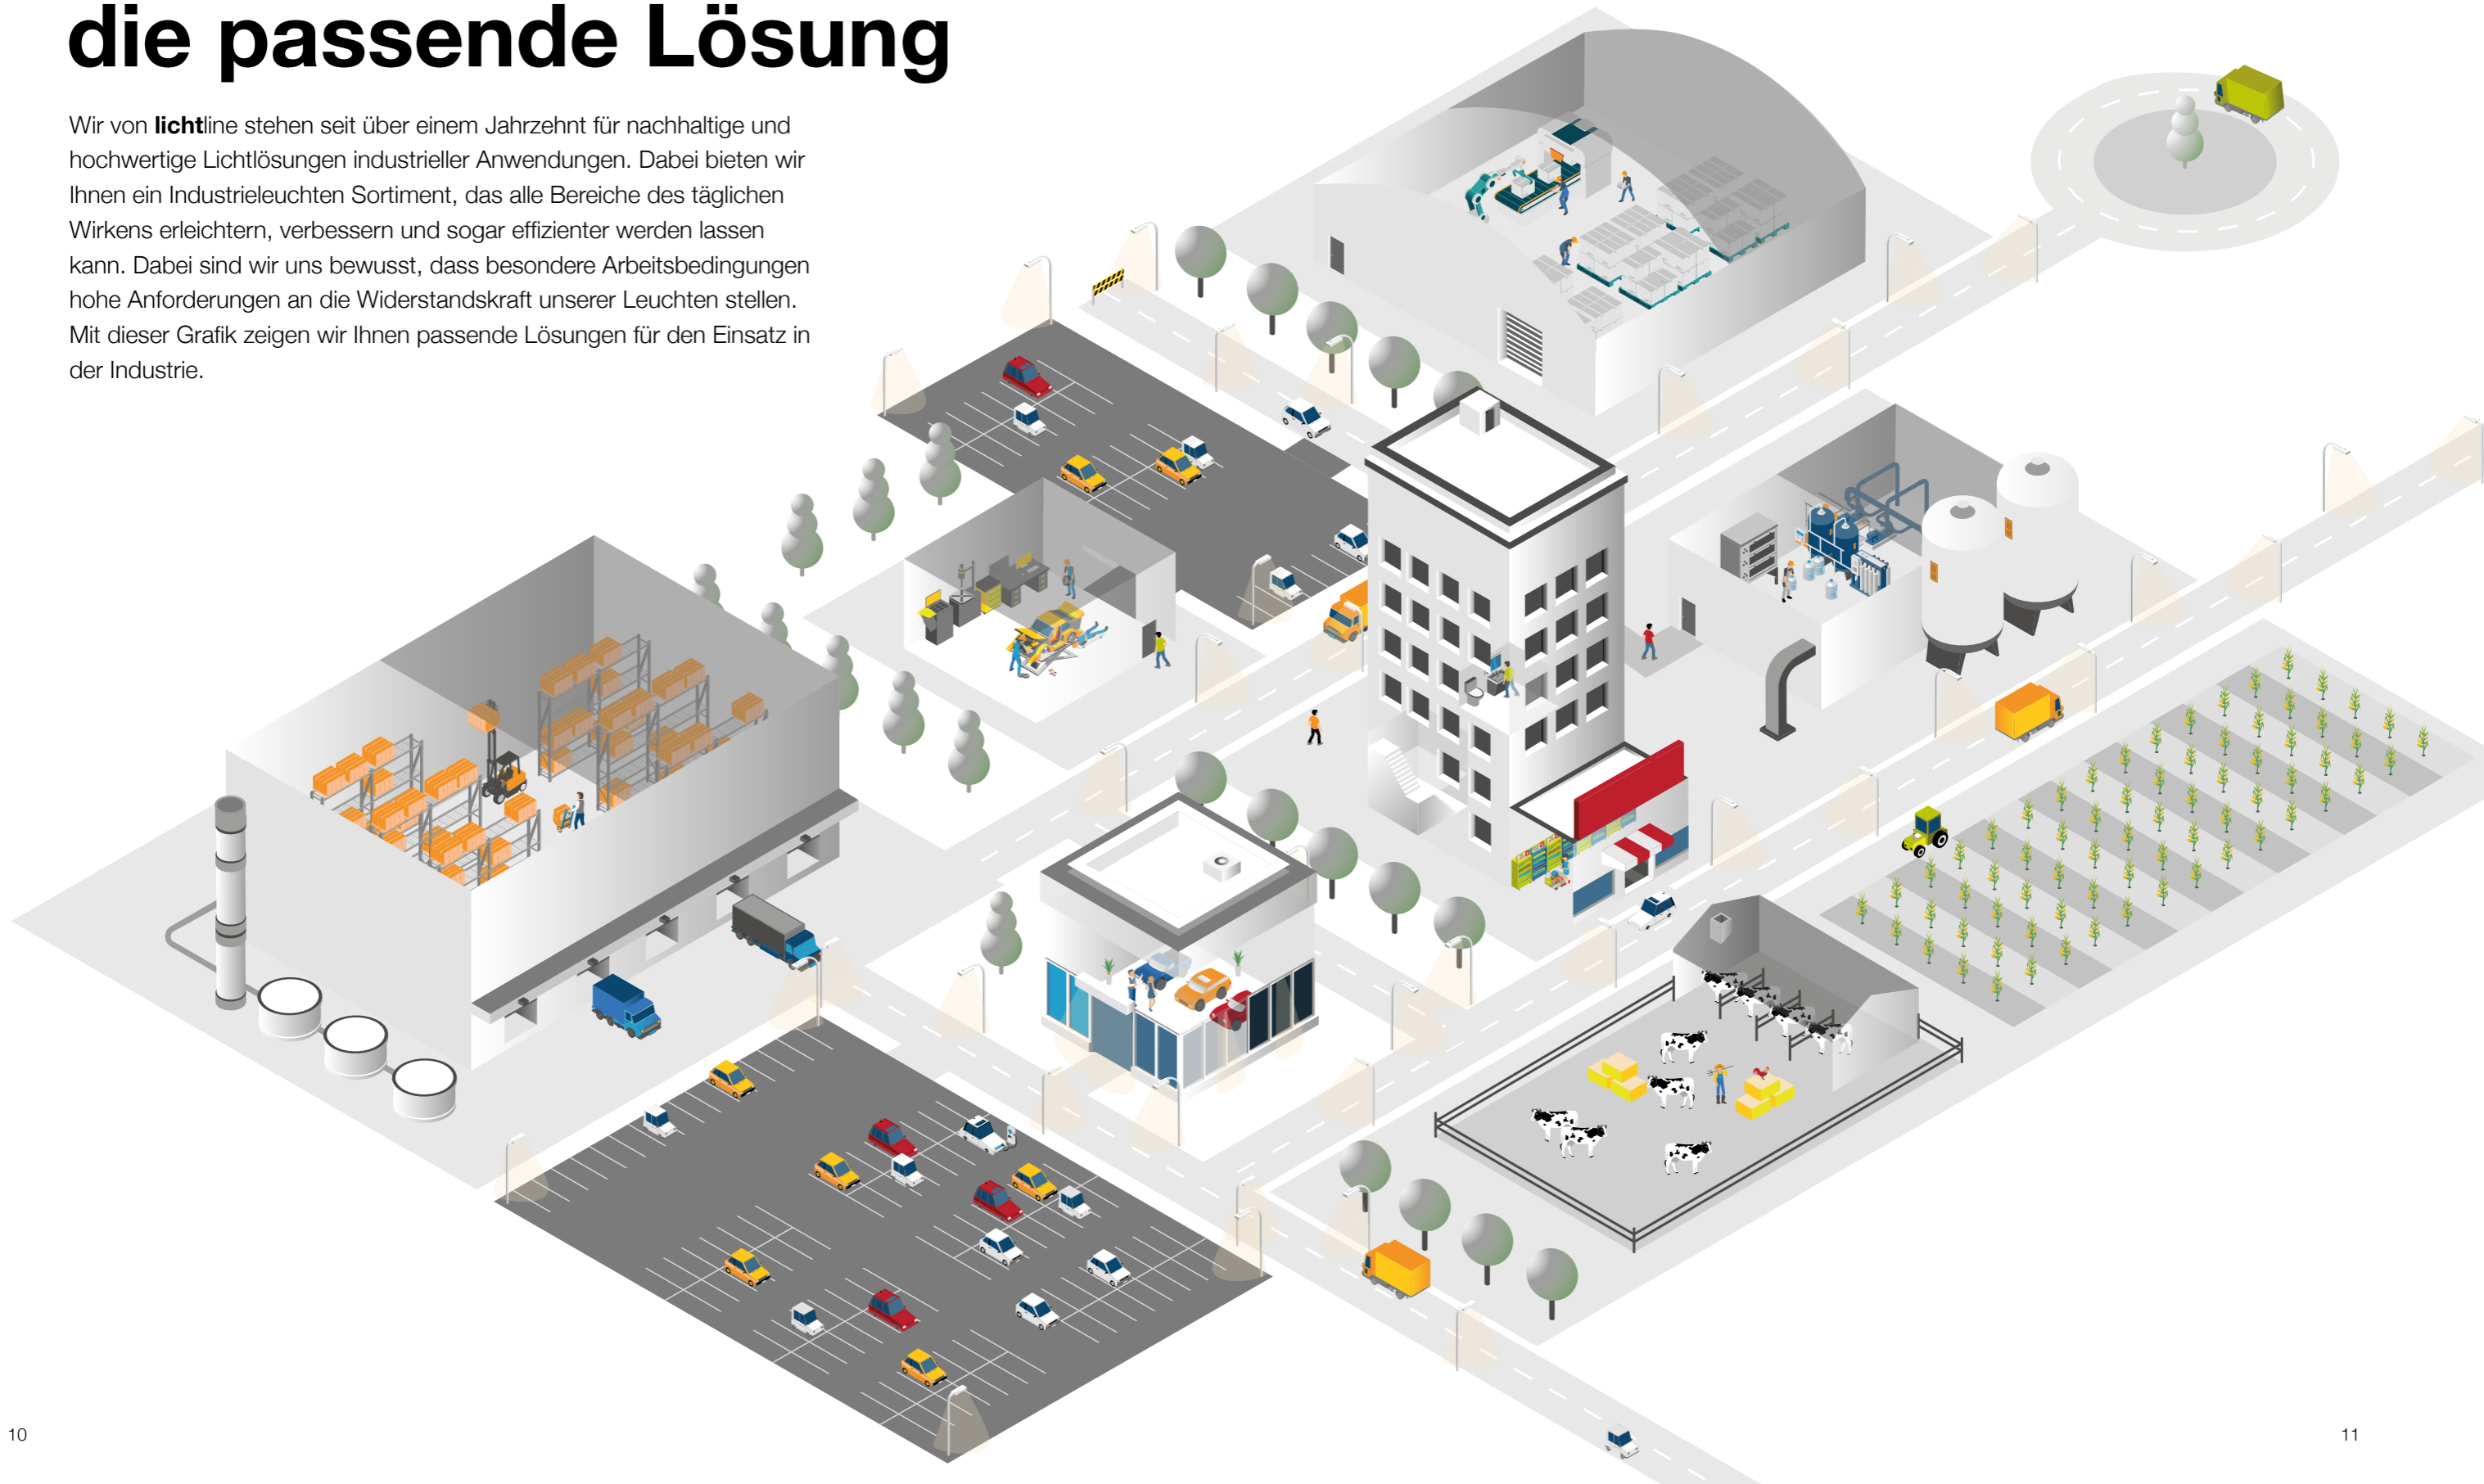 die passende Lösung
Wir von lichtline stehen seit über einem Jahrzehnt für nachhaltige und
hochwertige Lichtlösungen industrieller Anwendungen. Dabei bieten wir
Ihnen ein Industrieleuchten Sortiment, das alle Bereiche des täglichen
Wirkens erleichtern, verbessern und sogar effizienter werden lassen
kann. Dabei sind wir uns bewusst, dass besondere Arbeitsbedingungen
hohe Anforderungen an die Widerstandskraft unserer Leuchten stellen.
Mit dieser Grafik zeigen wir Ihnen passende Lösungen für den Einsatz in
der Industrie.
10
11